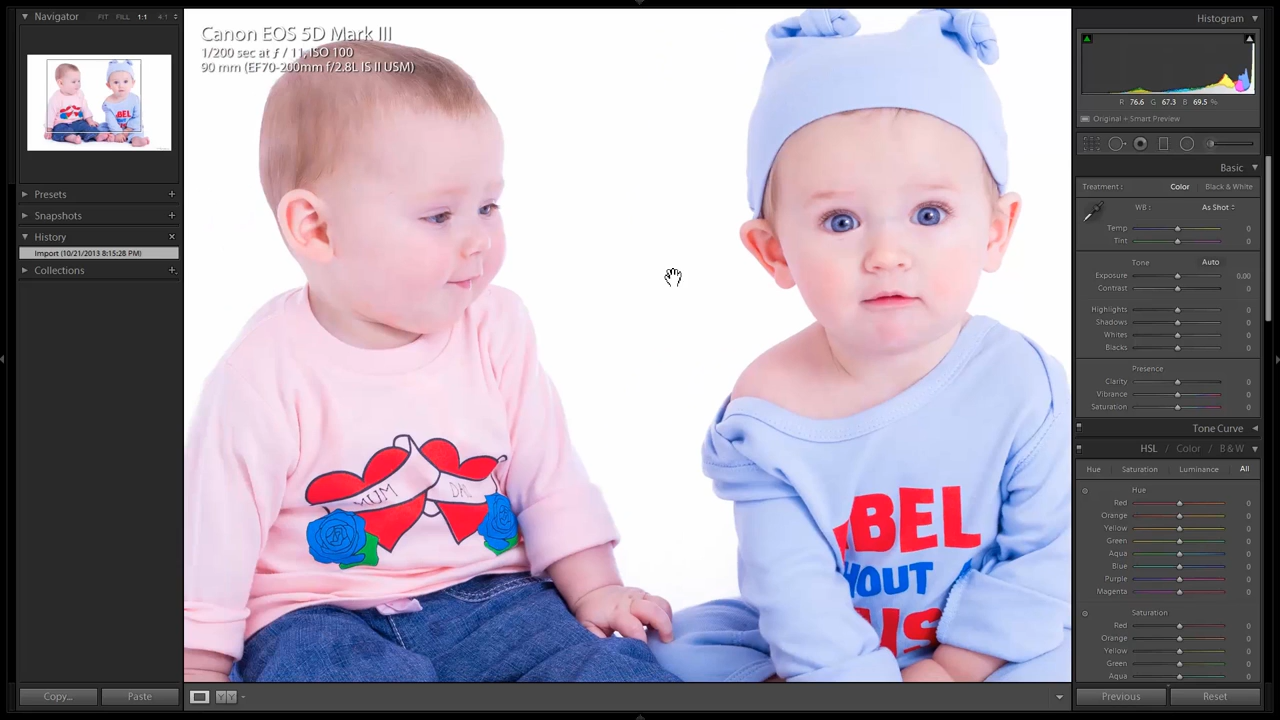 Navigator FIT FILL 1:1 4:1
Canon EOS 5D Mark III
1/200 sec at ƒ / 11, ISO 100
90 mm (EF70-200mm f/2.8L IS II USM)
Presets
Snapshots
History
Import (10/21/2013 8:15:28 PM)
Collections
Copy... Paste
MUM
BEL
HOUT
US
Histogram
R 76.6 G 67.3 B 69.5 %
Original + Smart Preview
Basic
Treatment : Color Black & White
WB : As Shot
Temp 0
Tint 0
Tone Auto
Exposure 0.00
Contrast 0
Highlights 0
Shadows 0
Whites 0
Blacks 0
Presence
Clarity 0
Vibrance 0
Saturation 0
Tone Curve
HSL / Color / B & W
Hue Saturation Luminance All
Hue
Red 0
Orange 0
Yellow 0
Green 0
Aqua 0
Blue 0
Purple 0
Magenta 0
Saturation
Red 0
Orange 0
Yellow 0
Green 0
Aqua 0
Previous Reset